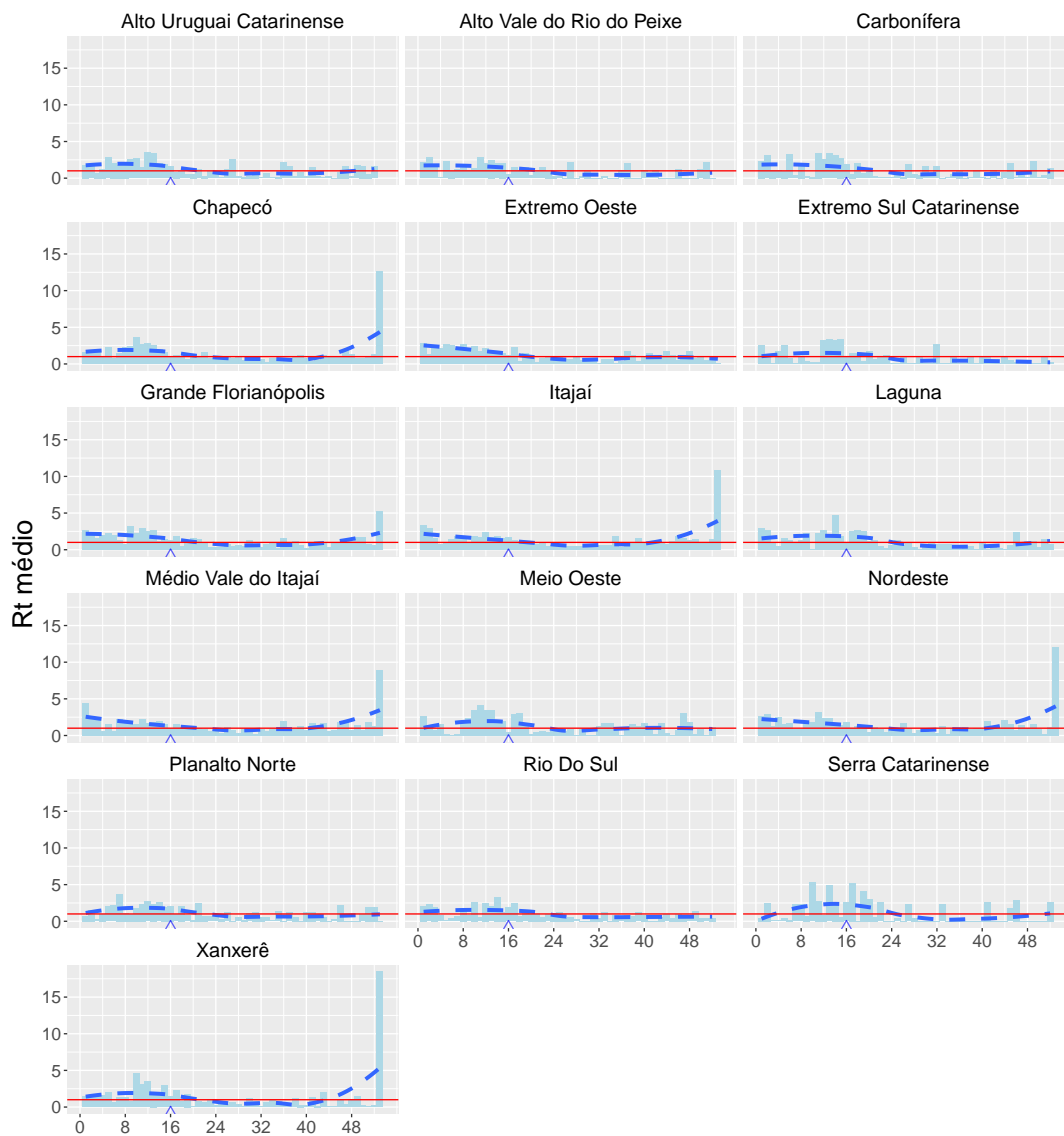 Alto Uruguai Catarinense Alto Vale do Rio do Peixe Carbonífera
15
10
5
0
Chapecó Extremo Oeste Extremo Sul Catarinense
15
10
5
0
Grande Florianópolis Itajaí Laguna
15
10
5
0
Rt médio
Médio Vale do Itajaí Meio Oeste Nordeste
15
10
5
0
Planalto Norte Rio Do Sul Serra Catarinense
15
10
5
0
0 8 16 24 32 40 48 0 8 16 24 32 40 48
Xanxerê
15
10
5
0
0 8 16 24 32 40 48